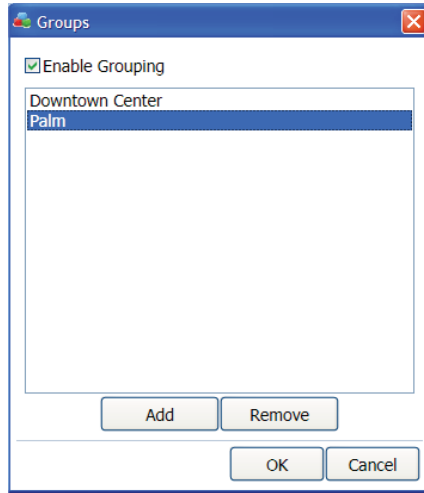 Groups
Enable Grouping
Downtown Center
Palm
Add Remove
OK Cancel